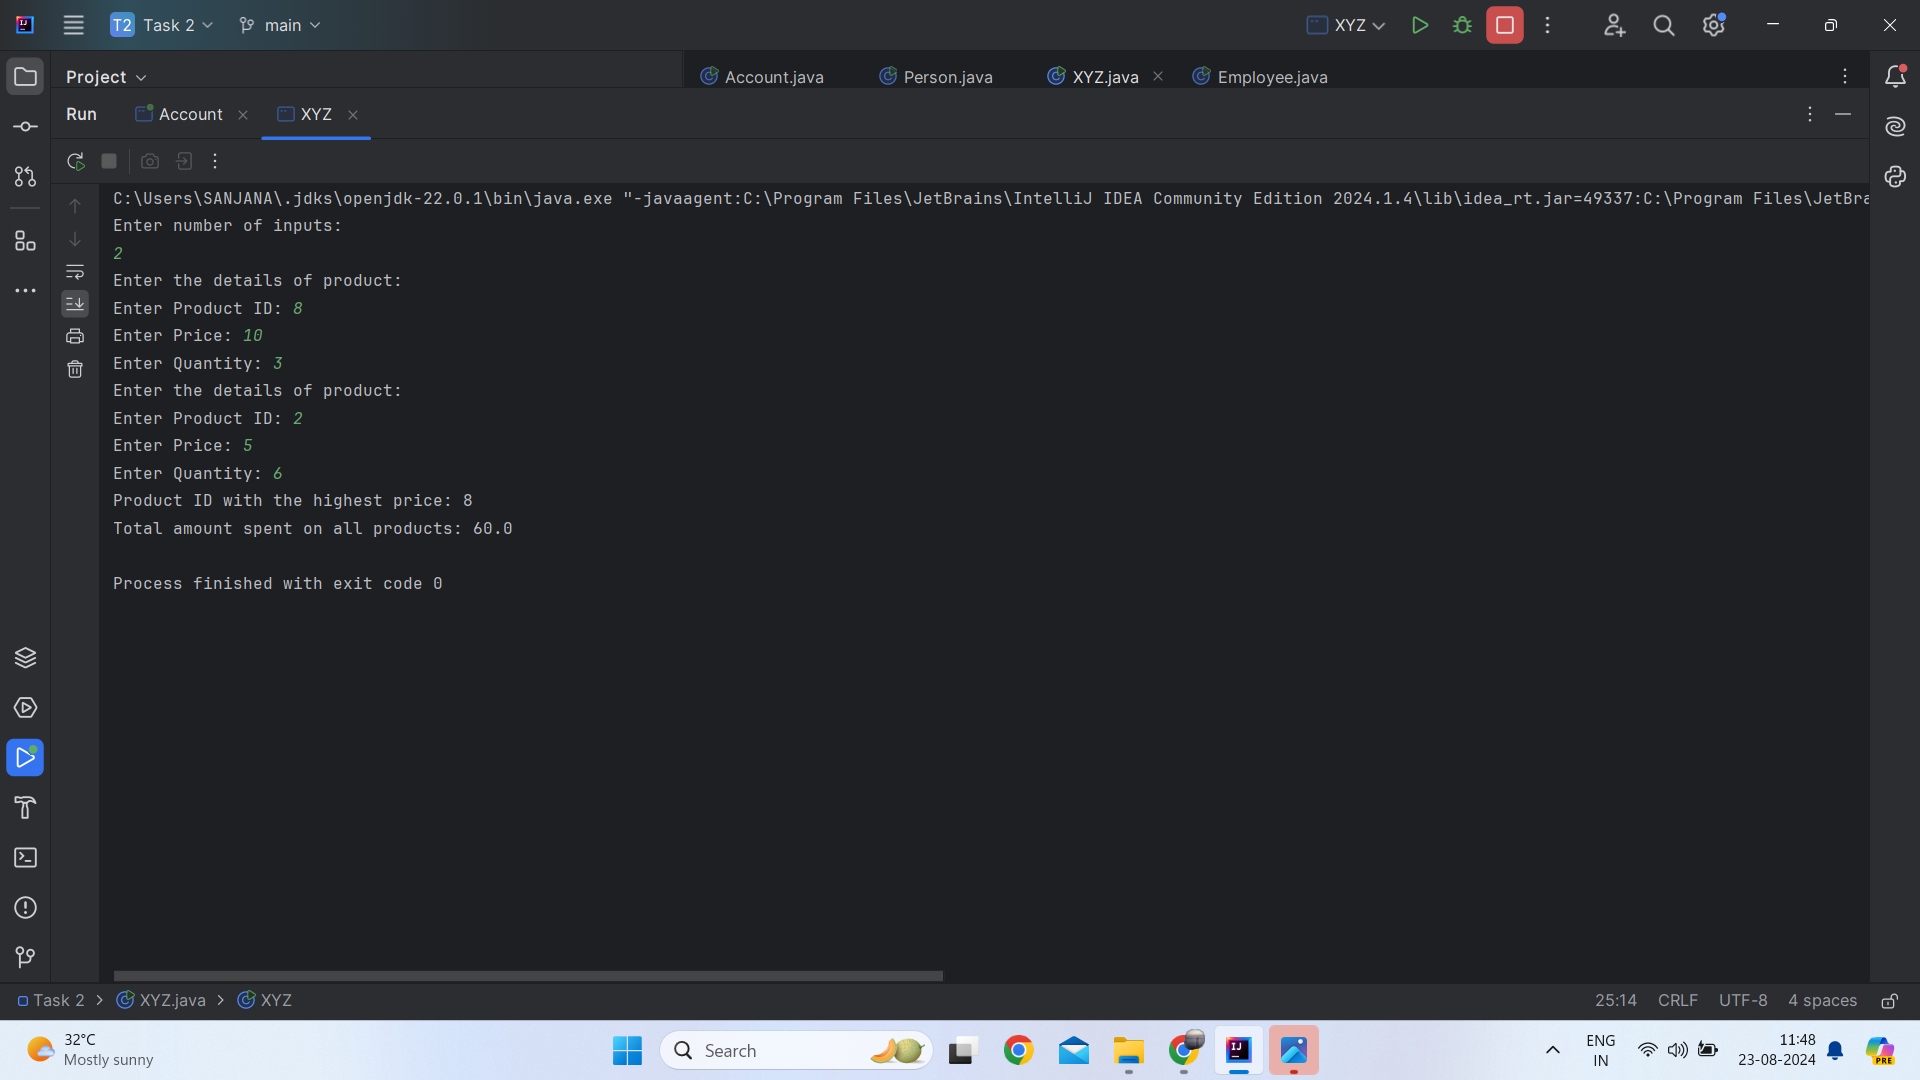 T2 Task 2 main XYZ
Project Account.java Person.java XYZ.java Employee.java
Run Account XYZ
C:\Users\SANJANA\.jdks\openjdk-22.0.1\bin\java.exe "-javaagent:C:\Program Files\JetBrains\IntelliJ IDEA Community Edition 2024.1.4\lib\idea_rt.jar=49337:C:\Program Files\JetBra
Enter number of inputs:
2
Enter the details of product:
Enter Product ID: 8
Enter Price: 10
Enter Quantity: 3
Enter the details of product:
Enter Product ID: 2
Enter Price: 5
Enter Quantity: 6
Product ID with the highest price: 8
Total amount spent on all products: 60.0
Process finished with exit code 0
Task 2 > XYZ.java > XYZ 25:14 CRLF UTF-8 4 spaces
32°C
Mostly sunny
Search
ENG
IN
11:48
23-08-2024
PRE